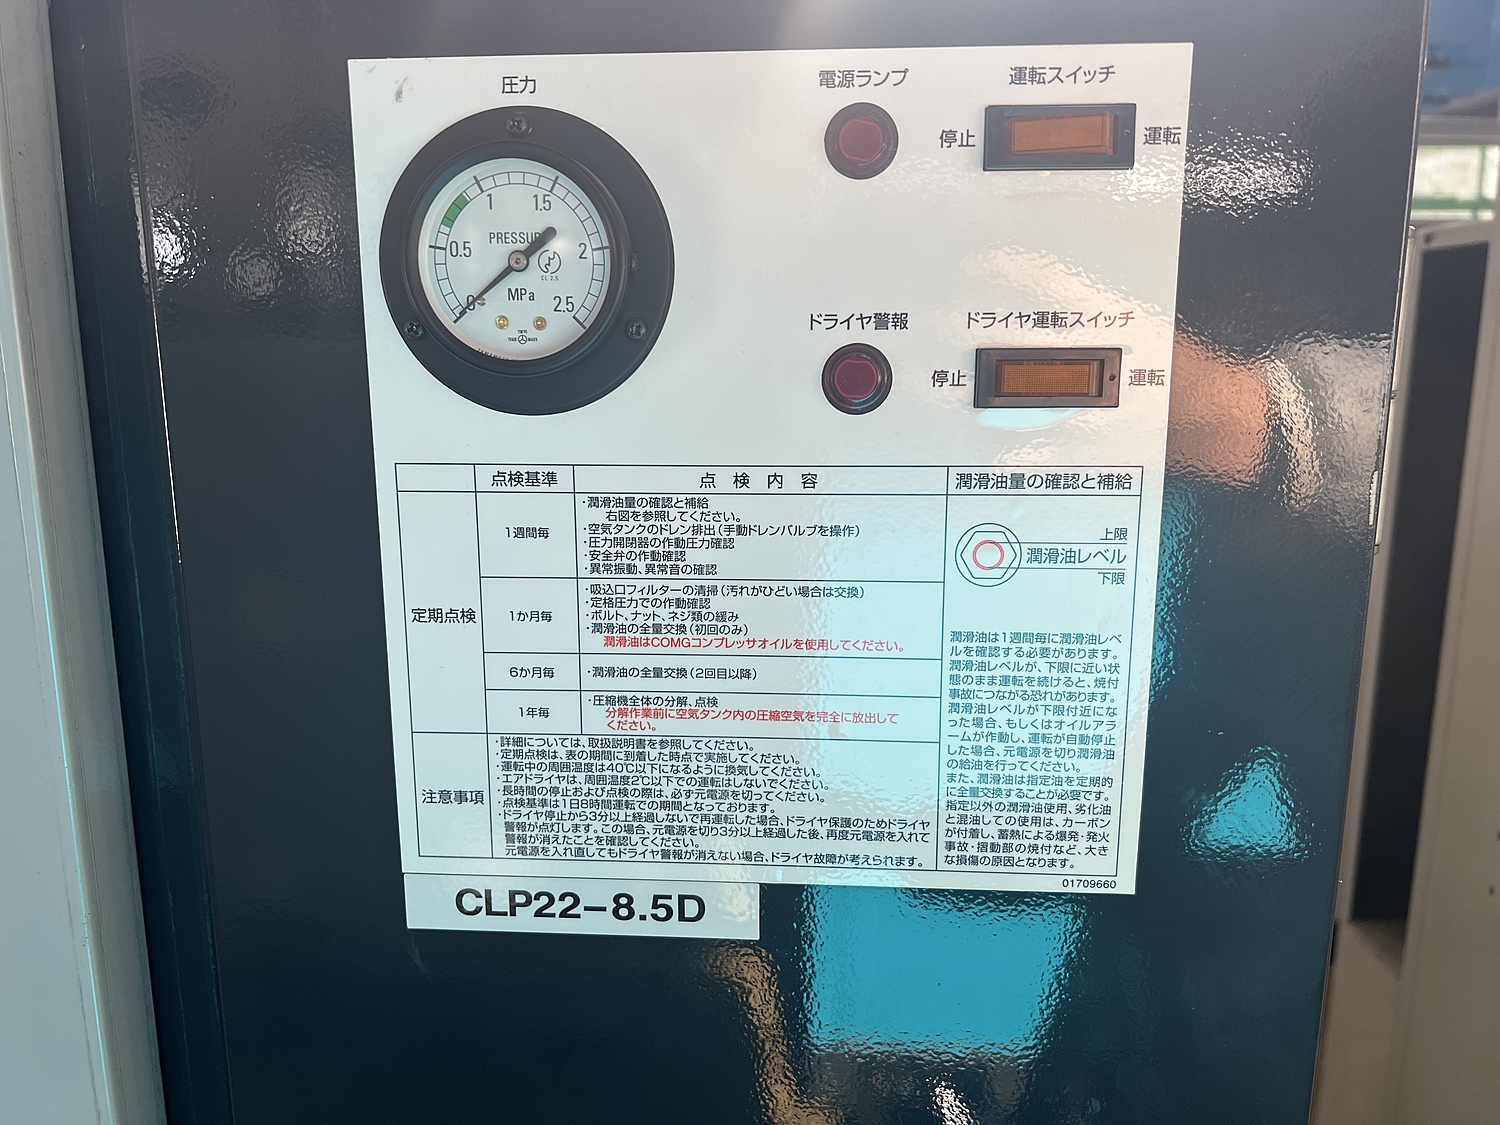 圧力
電源ランプ
運転スイッチ
停止
運転
1
1.5
PRESSU
0.5
2
CL 2.5
0
MPa
2.5
TOKYO
TRADE MARK
ドライヤ警報
ドライヤ運転スイッチ
停止
運転
点検基準
点検内容
潤滑油量の確認と補給
定期点検
1週間毎
・潤滑油量の確認と補給
右図を参照してください。
・空気タンクのドレン排出(手動ドレンバルブを操作)
・圧力開閉器の作動圧力確認
・安全弁の作動確認
・異常振動、異常音の確認
1か月毎
・吸込口フィルターの清掃(汚れがひどい場合は交換)
・定格圧力での作動確認
・ボルト、ナット、ネジ類の緩み
・潤滑油の全量交換(初回のみ)
潤滑油はCOMGコンプレッサオイルを使用してください。
6か月毎
・潤滑油の全量交換(2回目以降)
1年毎
・圧縮機全体の分解、点検
分解作業前に空気タンク内の圧縮空気を完全に放出して
ください。
注意事項
・詳細については、取扱説明書を参照してください。
・定期点検は、表の期間に到着した時点で実施してください。
・運転中の周囲温度は40℃以下になるように換気してください。
・エアドライヤは、周囲温度2℃以下での運転はしないでください。
・長時間の停止および点検の際は、必ず元電源を切ってください。
・点検基準は1日8時間運転での期間となっております。
・ドライヤ停止から3分以上経過しないで再運転した場合、ドライヤ保護のためドライヤ
警報が点灯します。この場合、元電源を切り3分以上経過した後、再度元電源を入れて
警報が消えたことを確認してください。
元電源を入れ直してもドライヤ警報が消えない場合、ドライヤ故障が考えられます。
上限
潤滑油レベル
下限
潤滑油は1週間毎に潤滑油レベ
ルを確認する必要があります。
潤滑油レベルが、下限に近い状
態のまま運転を続けると、焼付
事故につながる恐れがあります。
潤滑油レベルが下限付近にな
った場合、もしくはオイルアラ
ームが作動し、運転が自動停止
した場合、元電源を切り潤滑油
の給油を行ってください。
また、潤滑油は指定油を定期的
に全量交換することが必要です。
指定以外の潤滑油使用、劣化油
と混油しての使用は、カーボン
が付着し、蓄熱による爆発・発火
事故・摺動部の焼付など、大き
な損傷の原因となります。
01709660
CLP22-8.5D